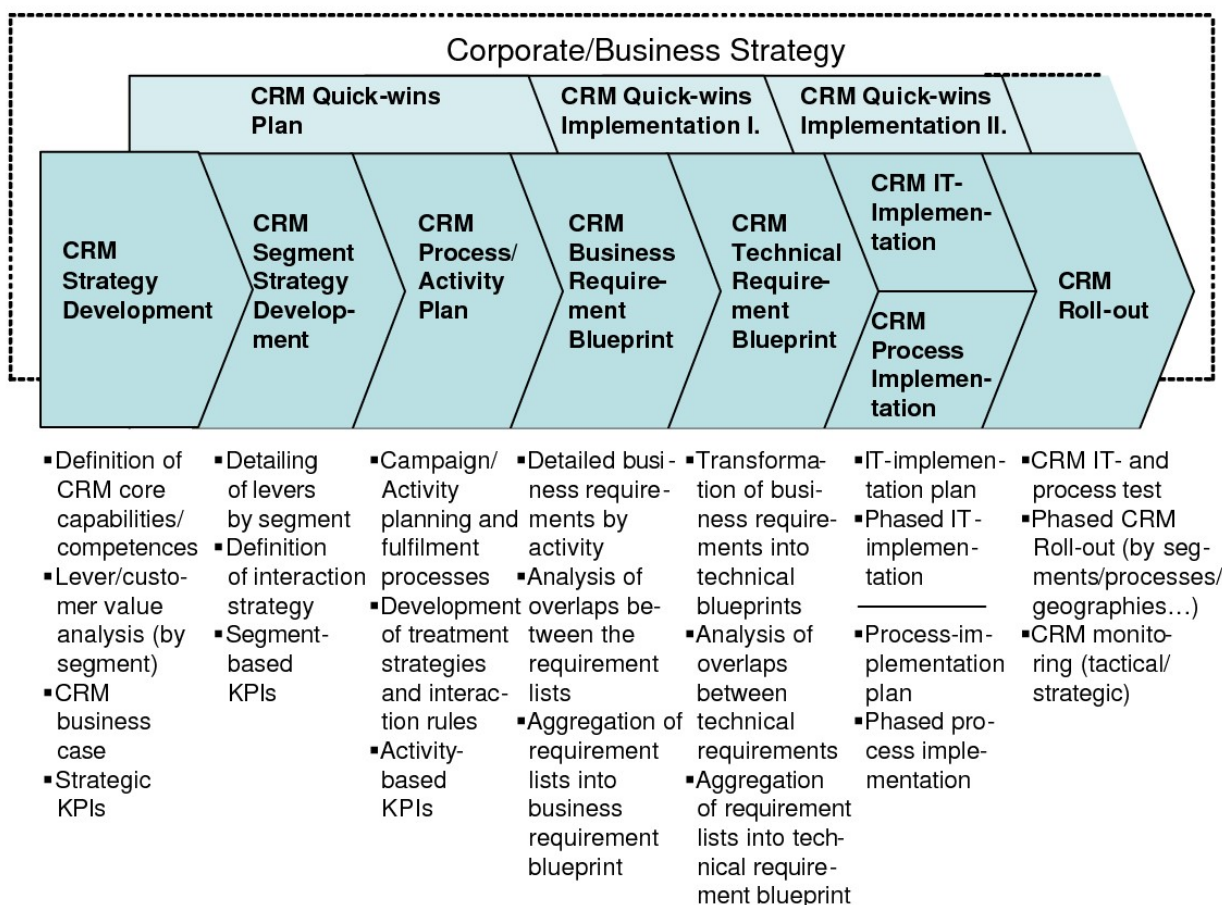 Corporate/Business Strategy
CRM Quick-wins
Plan
CRM Quick-wins
Implementation I.
CRM Quick-wins
Implementation II.
CRM
Strategy
Development
CRM
Segment
Strategy
Develop-
ment
CRM
Process/
Activity
Plan
CRM
Business
Require-
ment
Blueprint
CRM
Technical
Require-
ment
Blueprint
CRM IT-
Implemen-
tation
CRM
Process
Implemen-
tation
CRM
Roll-out
▪Definition of
CRM core
capabilities/
competences
▪Lever/custo-
mer value
analysis (by
segment)
▪CRM
business
case
▪Strategic
KPIs
▪Detailing
of levers
by segment
▪Definition
of interaction
strategy
▪Segment-
based
KPIs
▪Campaign/
Activity
planning and
fulfilment
processes
▪Development
of treatment
strategies
and interac-
tion rules
▪Activity-
based
KPIs
▪Detailed busi-
ness require-
ments by
activity
▪Analysis of
overlaps be-
tween the
requirement
lists
▪Aggregation of
requirement
lists into
business
requirement
blueprint
▪Transforma-
tion of busi-
ness require-
ments into
technical
blueprints
▪Analysis of
overlaps
between
technical
requirements
▪Aggregation
of requirement
lists into tech-
nical require-
ment blueprint
▪IT-implemen-
tation plan
▪Phased IT-
implemen-
tation
▪Process-im-
plementation
plan
▪Phased pro-
cess imple-
mentation
▪CRM IT- and
process test
▪Phased CRM
Roll-out (by seg-
ments/processes/
geographies…)
▪CRM monito-
ring (tactical/
strategic)